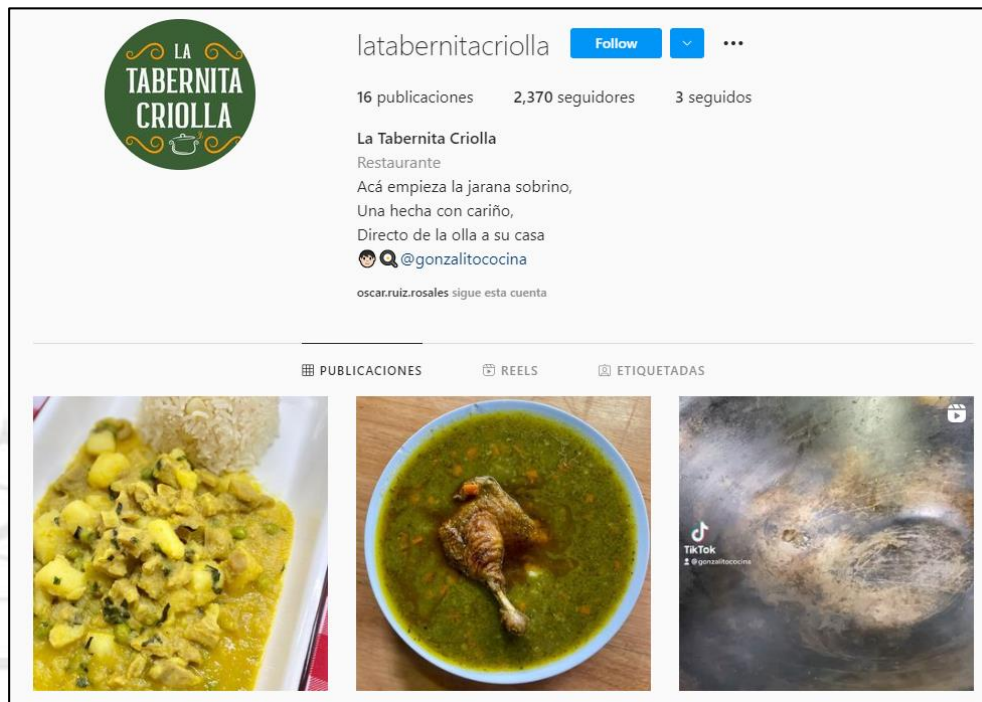 LA
TABERNITA
CRIOLLA
latabernitacriolla Follow
16 publicaciones 2,370 seguidores 3 seguidos
La Tabernita Criolla
Restaurante
Acá empieza la jarana sobrino,
Una hecha con cariño,
Directo de la olla a su casa
@gonzalitococina
oscar.ruiz.rosales sigue esta cuenta
PUBLICACIONES REELS ETIQUETADAS
TikTok
@gonzalitococina